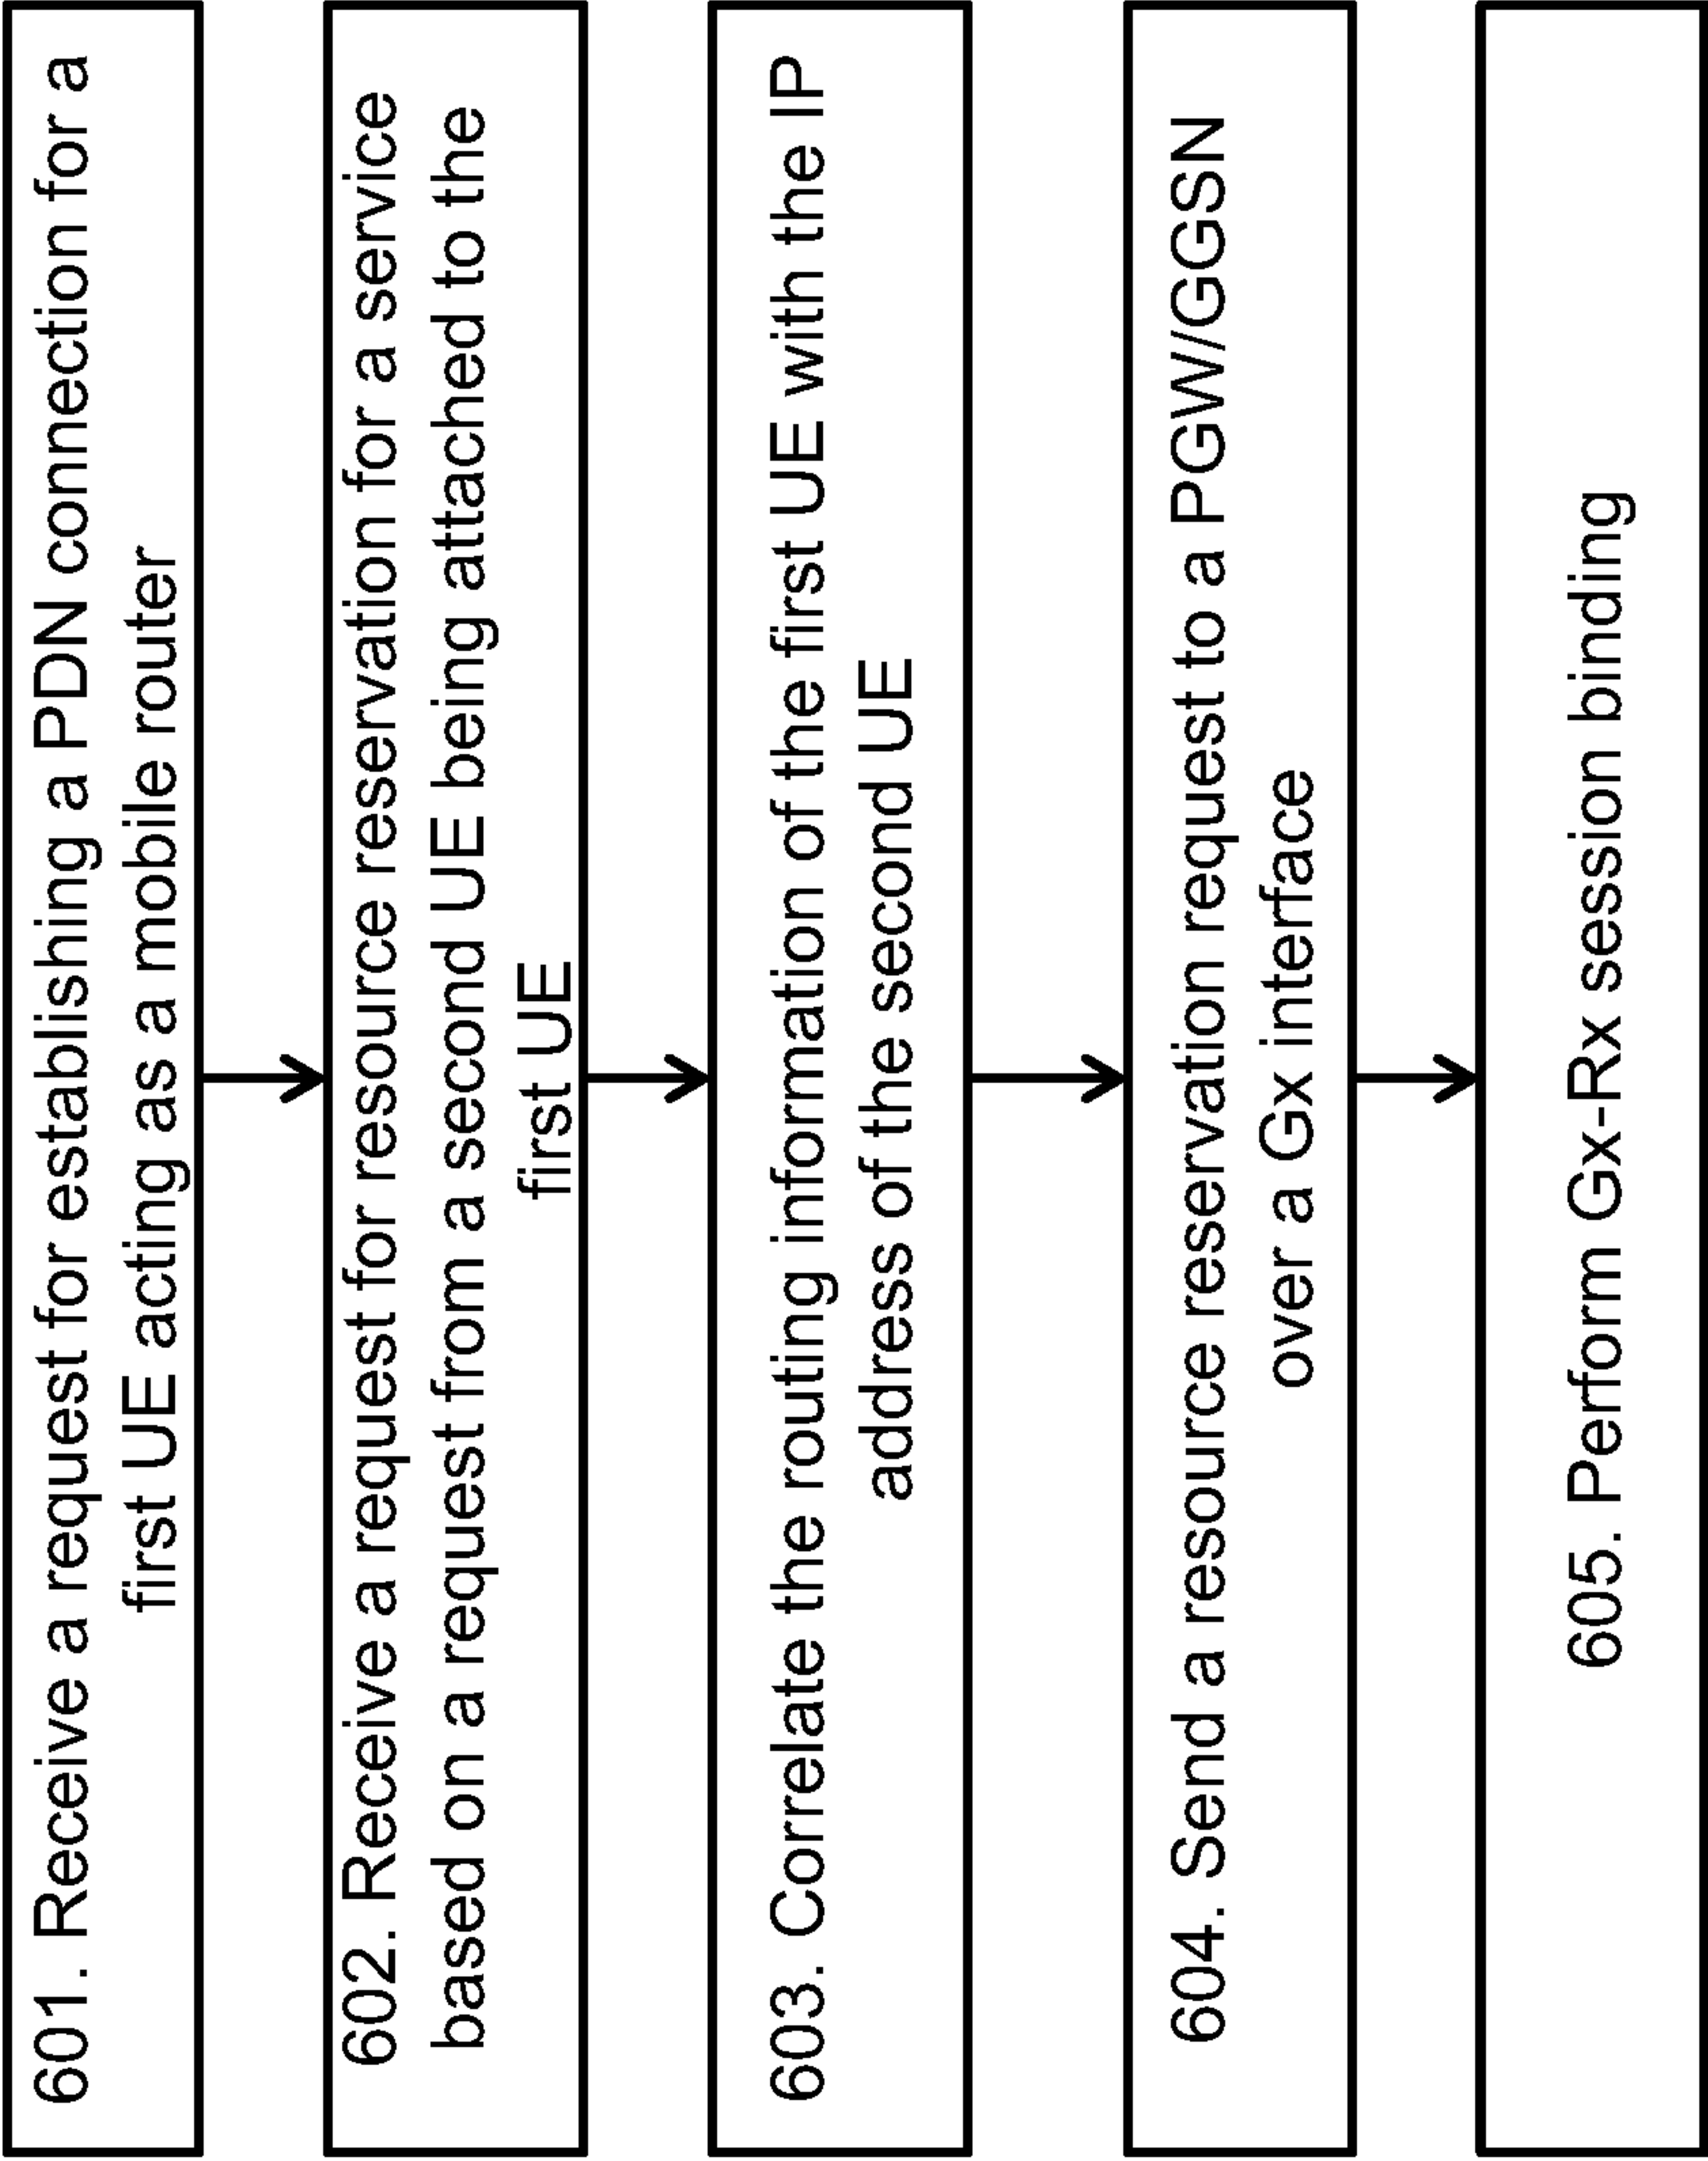 601. Receive a request for establishing a PDN connection for a
first UE acting as a mobile router
602. Receive a request for resource reservation for a service
based on a request from a second UE being attached to the
first UE
603. Correlate the routing information of the first UE with the IP
address of the second UE
604. Send a resource reservation request to a PGW/GGSN
over a Gx interface
605. Perform Gx-Rx session binding